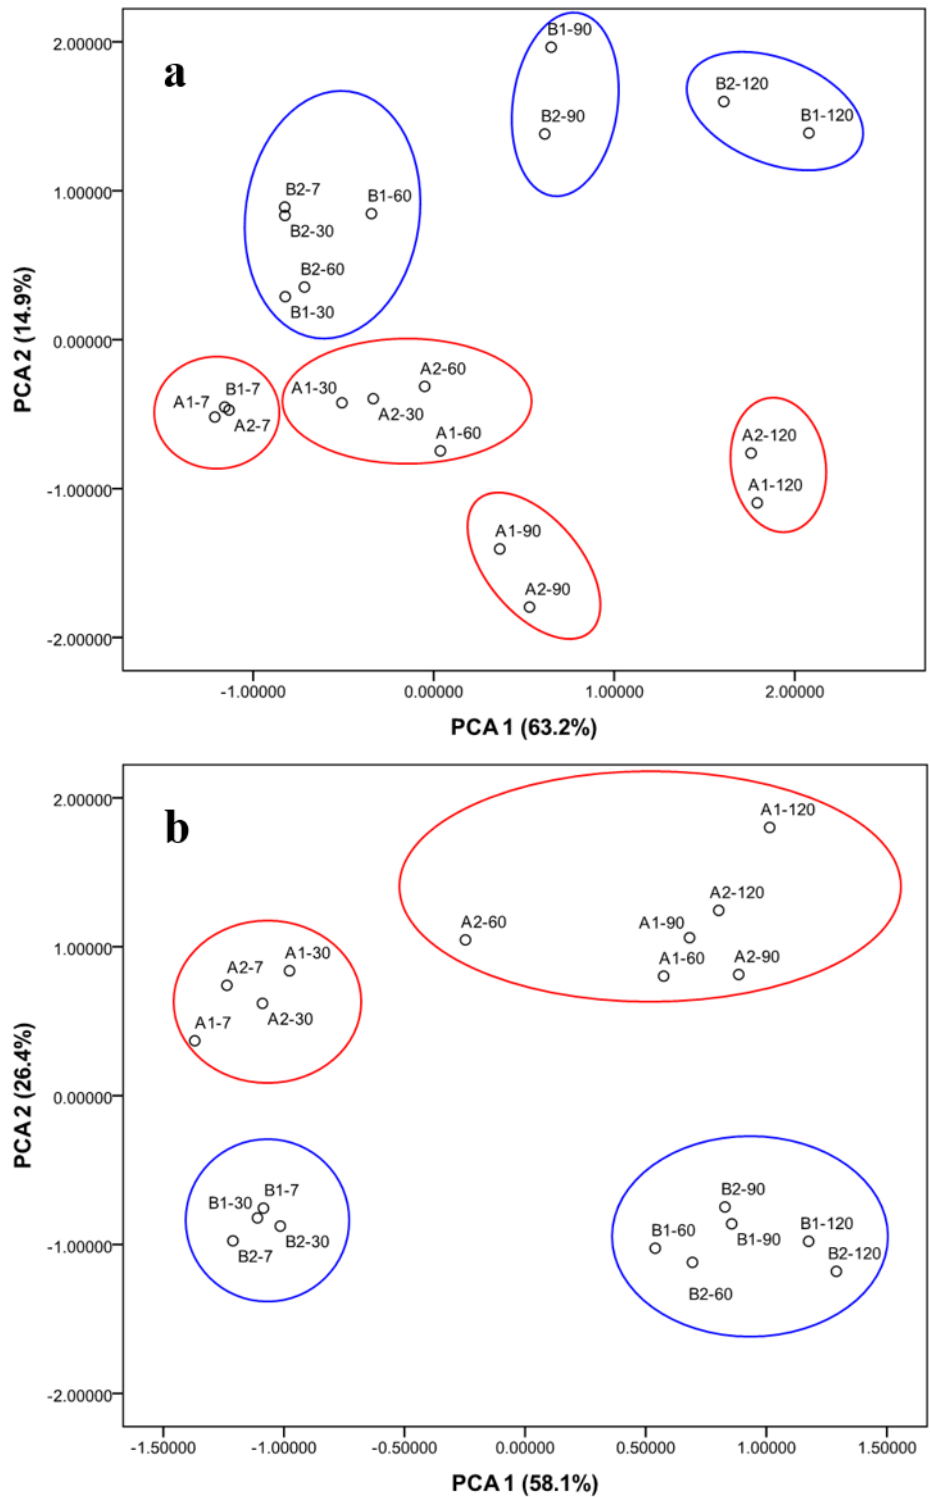 a
PCA 2 (14.9%)
2.00000
1.00000
0.00000
-1.00000
-2.00000
B1-90
B2-90
B2-120
B1-120
B2-7
B1-60
B2-30
B2-60
B1-30
A1-7
B1-7
A2-7
A1-30
A2-60
A2-30
A1-60
A2-120
A1-120
A1-90
A2-90
-1.00000 0.00000 1.00000 2.00000
PCA 1 (63.2%)
b
PCA 2 (26.4%)
2.00000
1.00000
0.00000
-1.00000
-2.00000
A1-120
A2-120
A2-60
A1-90
A1-60
A2-90
A2-7
A1-30
A2-30
A1-7
B1-30
B1-7
B2-7
B2-30
B2-90
B1-60
B1-90
B1-120
B2-120
B2-60
-1.50000 -1.00000 -0.50000 0.00000 0.50000 1.00000 1.50000
PCA 1 (58.1%)